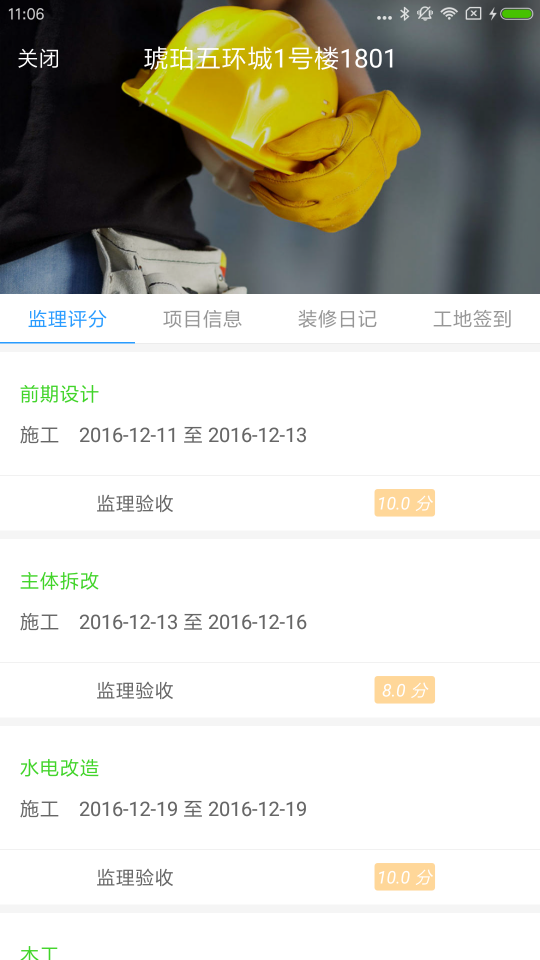 11:06
关闭 琥珀五环城1号楼1801
监理评分 项目信息 装修日记 工地签到
前期设计
施工 2016-12-11 至 2016-12-13
监理验收 10.0 分
主体拆改
施工 2016-12-13 至 2016-12-16
监理验收 8.0 分
水电改造
施工 2016-12-19 至 2016-12-19
监理验收 10.0 分
木工